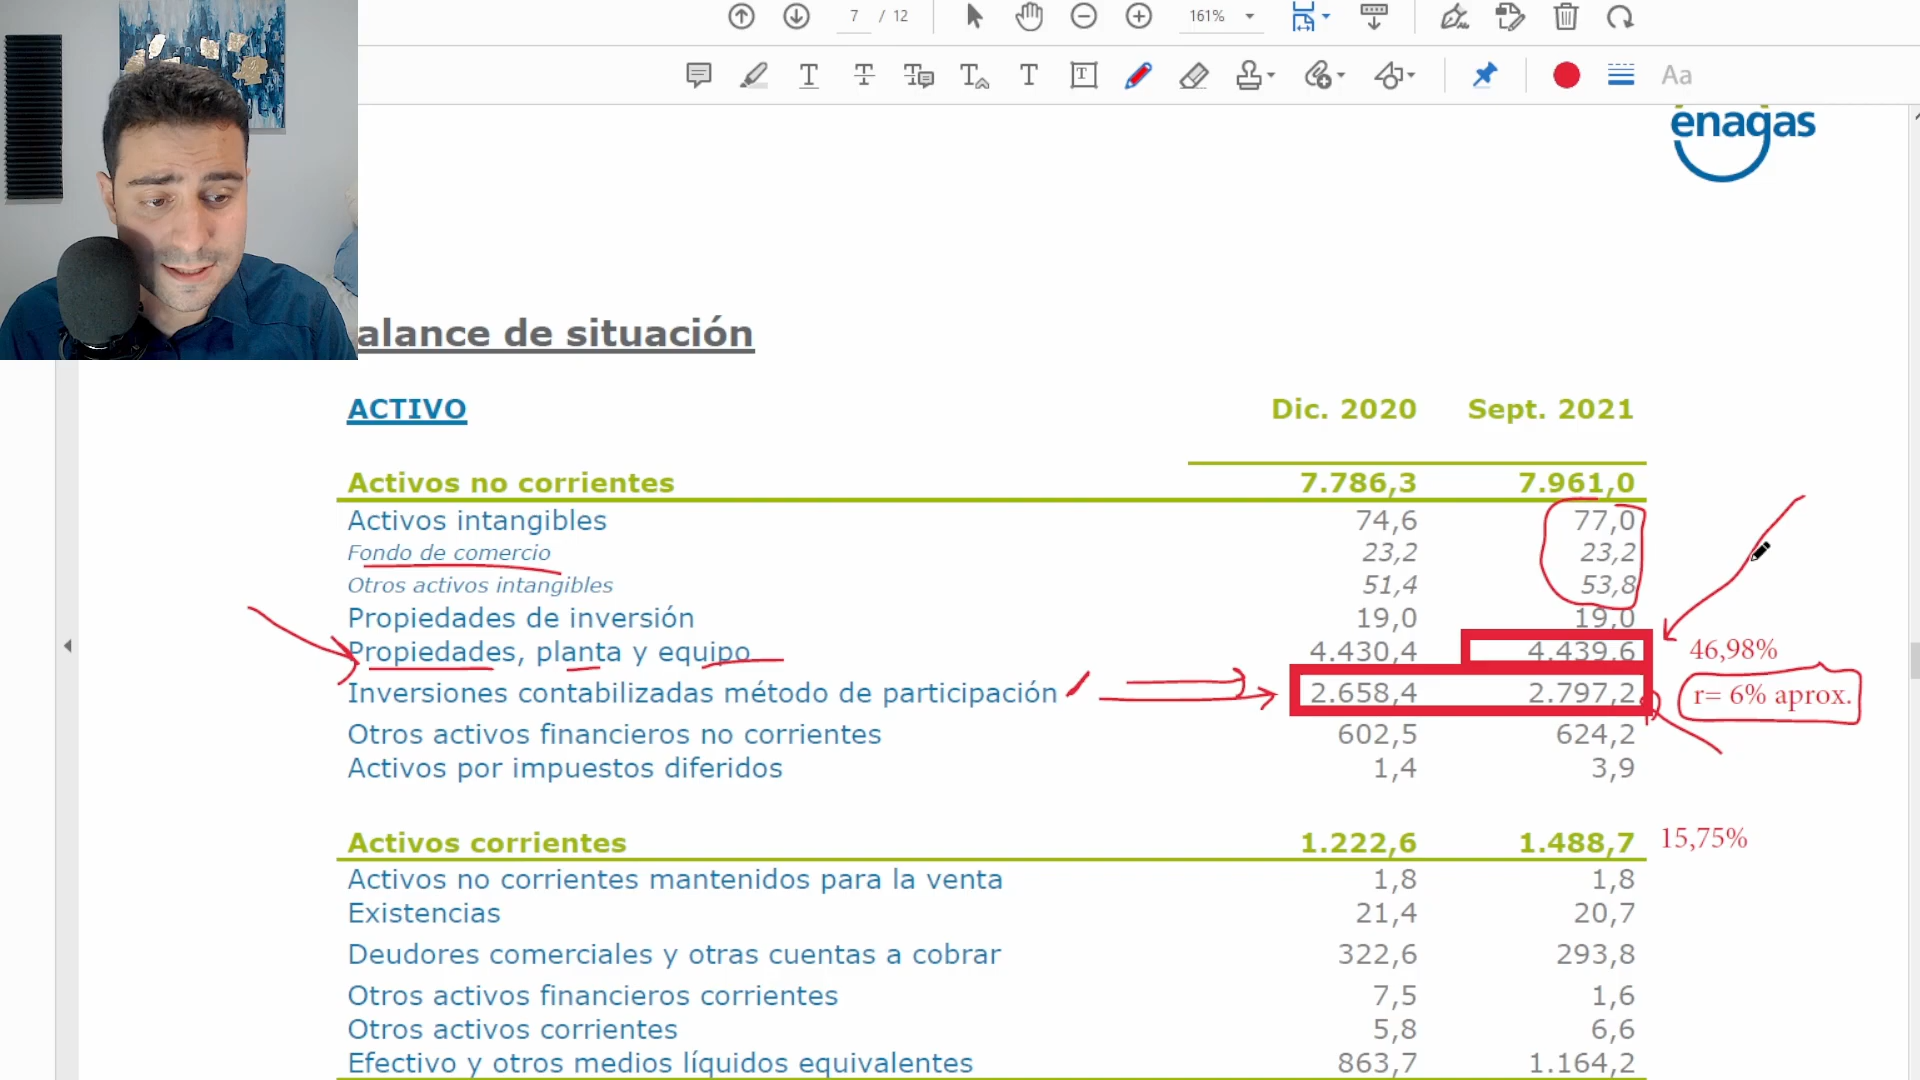 7 / 12
161%
Aa
enagas
alance de situación
ACTIVO Dic. 2020 Sept. 2021
Activos no corrientes 7.786,3 7.961,0
Activos intangibles 74,6 77,0
Fondo de comercio 23,2 23,2
Otros activos intangibles 51,4 53,8
Propiedades de inversión 19,0 19,0
Propiedades, planta y equipo 4.430,4 4.439,6 46,98%
Inversiones contabilizadas método de participación 2.658,4 2.797,2 r= 6% aprox.
Otros activos financieros no corrientes 602,5 624,2
Activos por impuestos diferidos 1,4 3,9
Activos corrientes 1.222,6 1.488,7 15,75%
Activos no corrientes mantenidos para la venta 1,8 1,8
Existencias 21,4 20,7
Deudores comerciales y otras cuentas a cobrar 322,6 293,8
Otros activos financieros corrientes 7,5 1,6
Otros activos corrientes 5,8 6,6
Efectivo y otros medios líquidos equivalentes 863,7 1.164,2